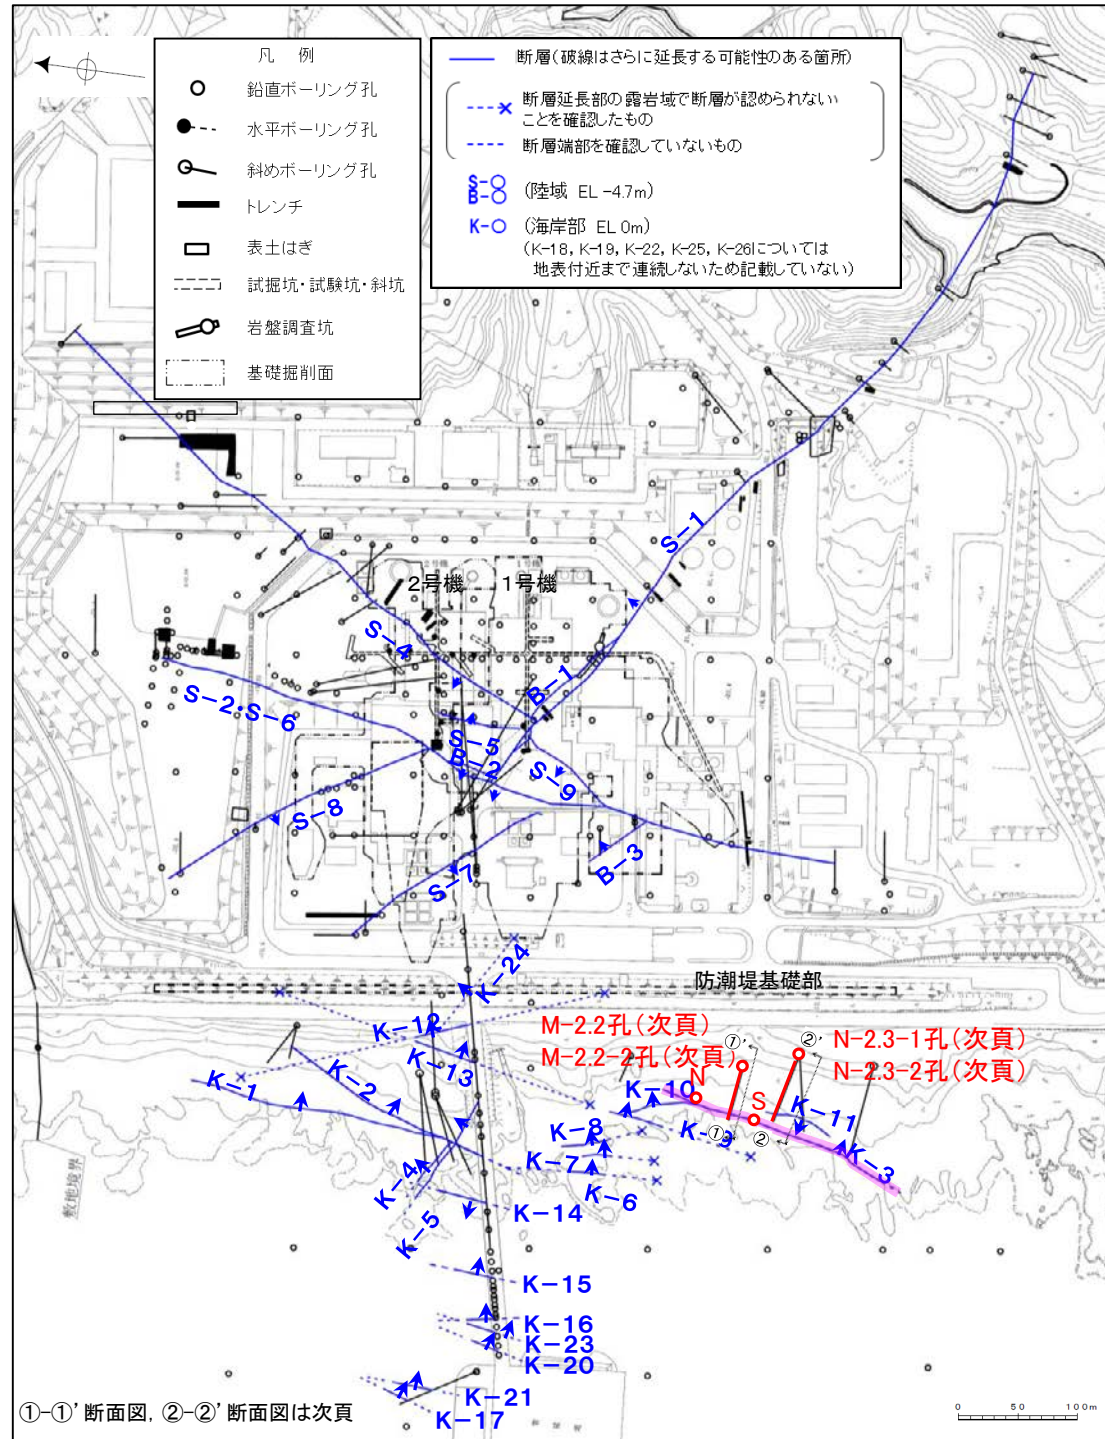 凡 例
鉛直ボーリング孔
水平ボーリング孔
斜めボーリング孔
トレンチ
表土はぎ
試掘坑・試験坑・斜坑
岩盤調査坑
基礎掘削面
断層(破線はさらに延長する可能性のある箇所)
断層延長部の露岩域で断層が認められない
ことを確認したもの
断層端部を確認していないもの
S-○
B-○
(陸域 EL -4.7m)
K-○
(海岸部 EL 0m)
(K-18, K-19, K-22, K-25, K-26については
地表付近まで連続しないため記載していない)
S-1
2号機
1号機
S-4
B-1
S-2・S-6
S-5
B-2
S-9
S-8
B-3
S-7
K-24
防潮堤基礎部
K-12
M-2.2孔(次頁)
①'
②'
N-2.3-1孔(次頁)
K-13
M-2.2-2孔(次頁)
N-2.3-2孔(次頁)
K-1
K-2
K-10
N
S
K-11
K-8
K-9
①
②
K-7
K-3
K-4
K-6
敷地境界
K-5
K-14
K-15
K-16
K-23
K-20
K-21
K-17
①-①' 断面図, ②-②' 断面図は次頁
0 50 100m